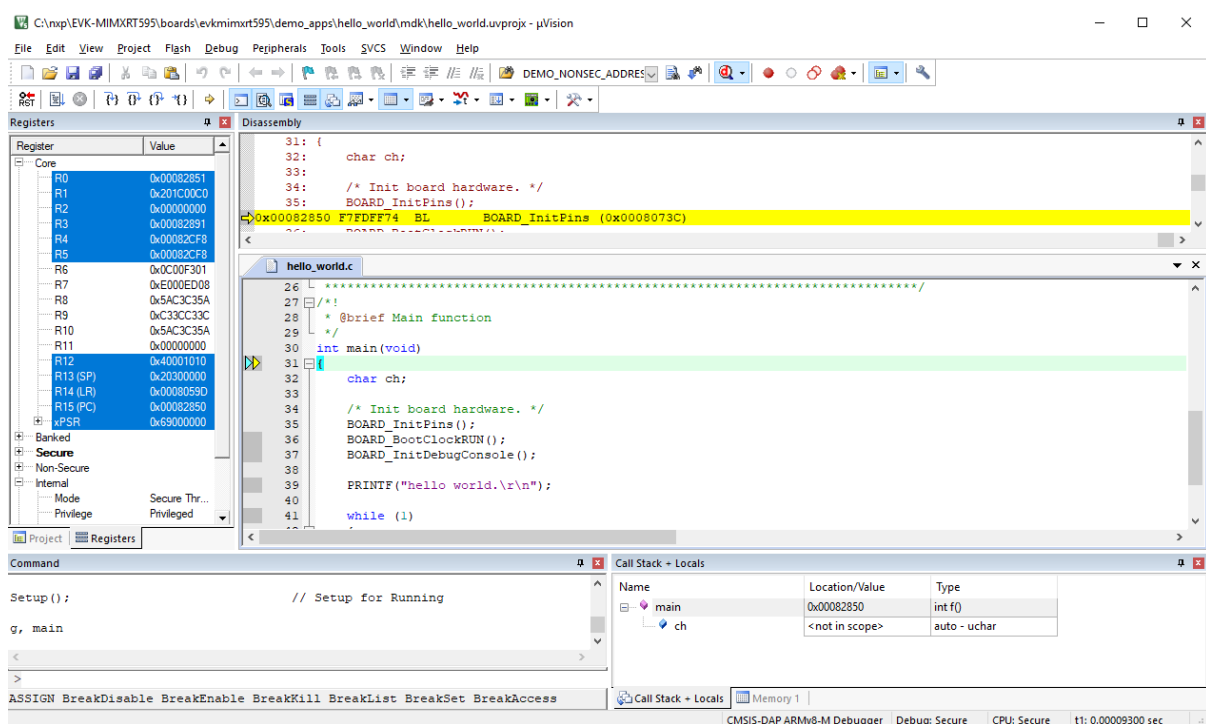 C:\nxp\EVK-MIMXRT595\boards\evkmimxrt595\demo_apps\hello_world\mdk\hello_world.uvprojx - µVision
File Edit View Project Flash Debug Peripherals Tools SVCS Window Help
DEMO_NONSEC_ADDRES
RST
Registers
Register Value
Core
R0 0x00082851
R1 0x201C00C0
R2 0x00000000
R3 0x00082891
R4 0x00082CF8
R5 0x00082CF8
R6 0x0C00F301
R7 0xE000ED08
R8 0x5AC3C35A
R9 0xC33CC33C
R10 0x5AC3C35A
R11 0x00000000
R12 0x40001010
R13 (SP) 0x20300000
R14 (LR) 0x0008059D
R15 (PC) 0x00082850
xPSR 0x69000000
Banked
Secure
Non-Secure
Internal
Mode Secure Thr...
Privilege Privileged
Project Registers
Disassembly
31: {
32: char ch;
33:
34: /* Init board hardware. */
35: BOARD_InitPins();
0x00082850 F7FDFF74 BL BOARD_InitPins (0x0008073C)
36: BOARD_BootClockRUN();
hello_world.c
26 ******************************************************************************/
27 /*!
28 * @brief Main function
29 */
30 int main(void)
31 {
32 char ch;
33
34 /* Init board hardware. */
35 BOARD_InitPins();
36 BOARD_BootClockRUN();
37 BOARD_InitDebugConsole();
38
39 PRINTF("hello world.\r\n");
40
41 while (1)
Command
Setup(); // Setup for Running
g, main
>
ASSIGN BreakDisable BreakEnable BreakKill BreakList BreakSet BreakAccess
Call Stack + Locals
Name Location/Value Type
main 0x00082850 int f()
ch <not in scope> auto - uchar
Call Stack + Locals Memory 1
CMSIS-DAP ARMv8-M Debugger Debug: Secure CPU: Secure t1: 0.00009300 sec